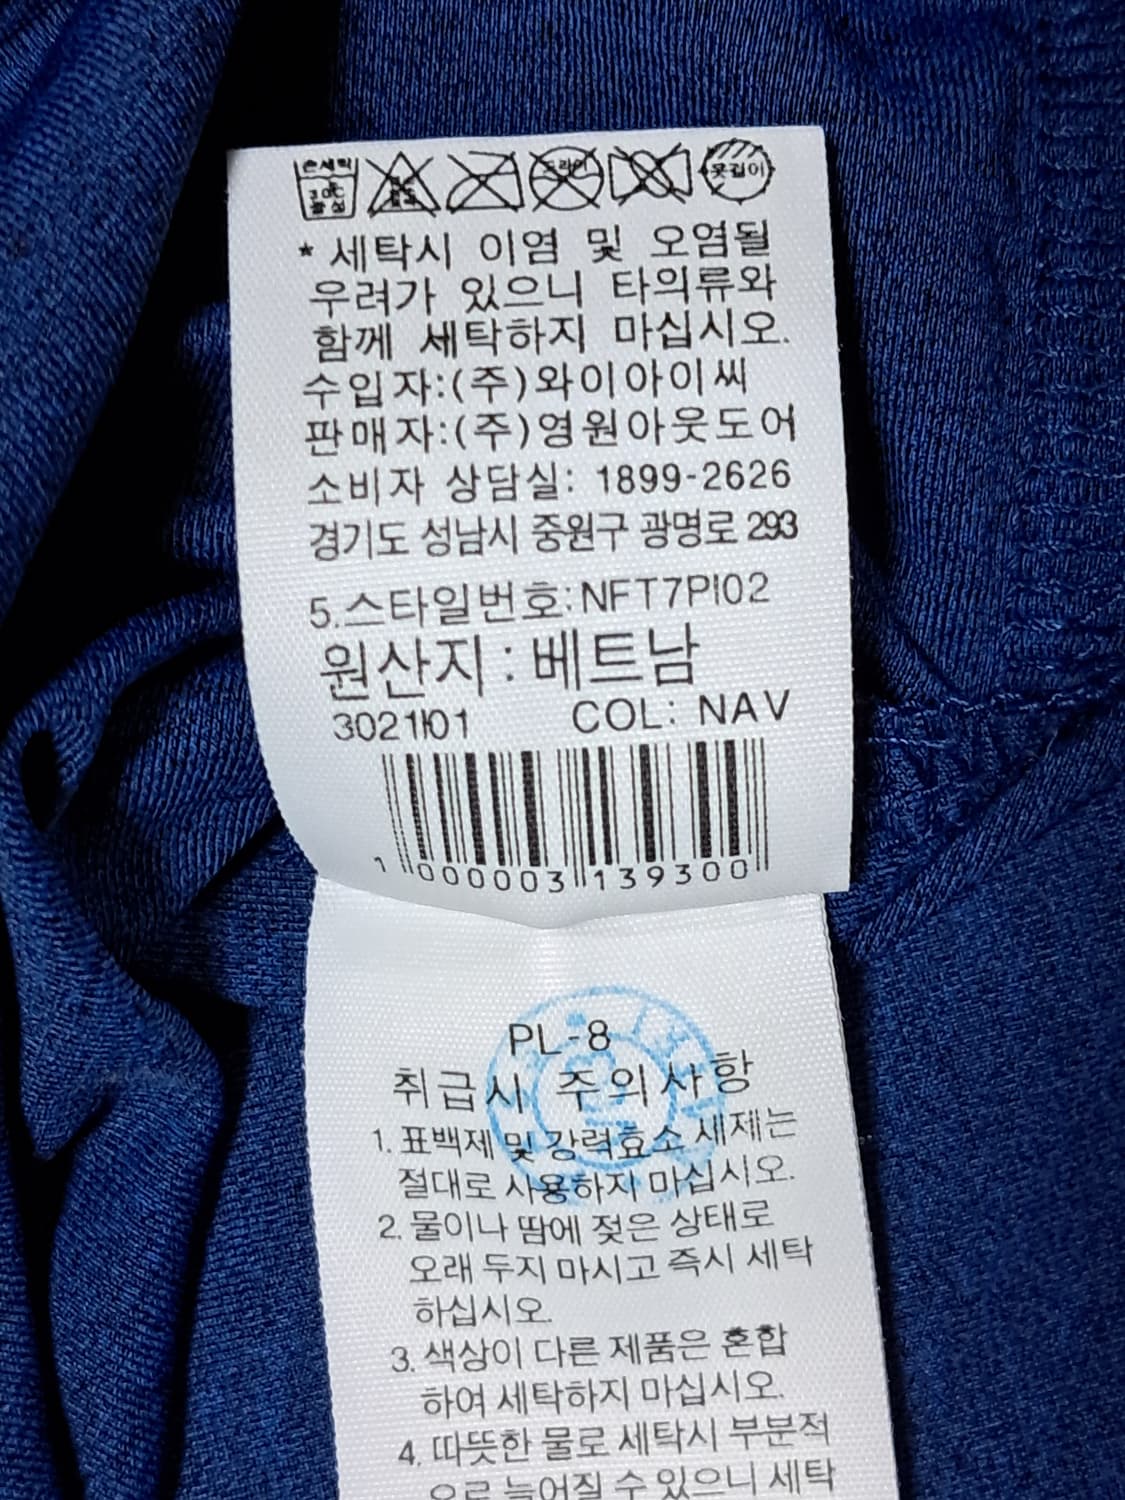 손세탁
30℃
중성
드라이
옷걸이
* 세탁시 이염 및 오염될
우려가 있으니 타의류와
함께 세탁하지 마십시오.
수입자:(주)와이아이씨
판매자:(주)영원아웃도어
소비자 상담실: 1899-2626
경기도 성남시 중원구 광명로 293
5.스타일번호:NFT7PI02
원산지 : 베트남
3021I01 COL: NAV
1 000003 139300
PL-8
취급시 주의사항
1. 표백제 및 강력효소 세제는
절대로 사용하지 마십시오.
2. 물이나 땀에 젖은 상태로
오래 두지 마시고 즉시 세탁
하십시오.
3. 색상이 다른 제품은 혼합
하여 세탁하지 마십시오.
4. 따뜻한 물로 세탁시 부분적
으로 늘어질 수 있으니 세탁